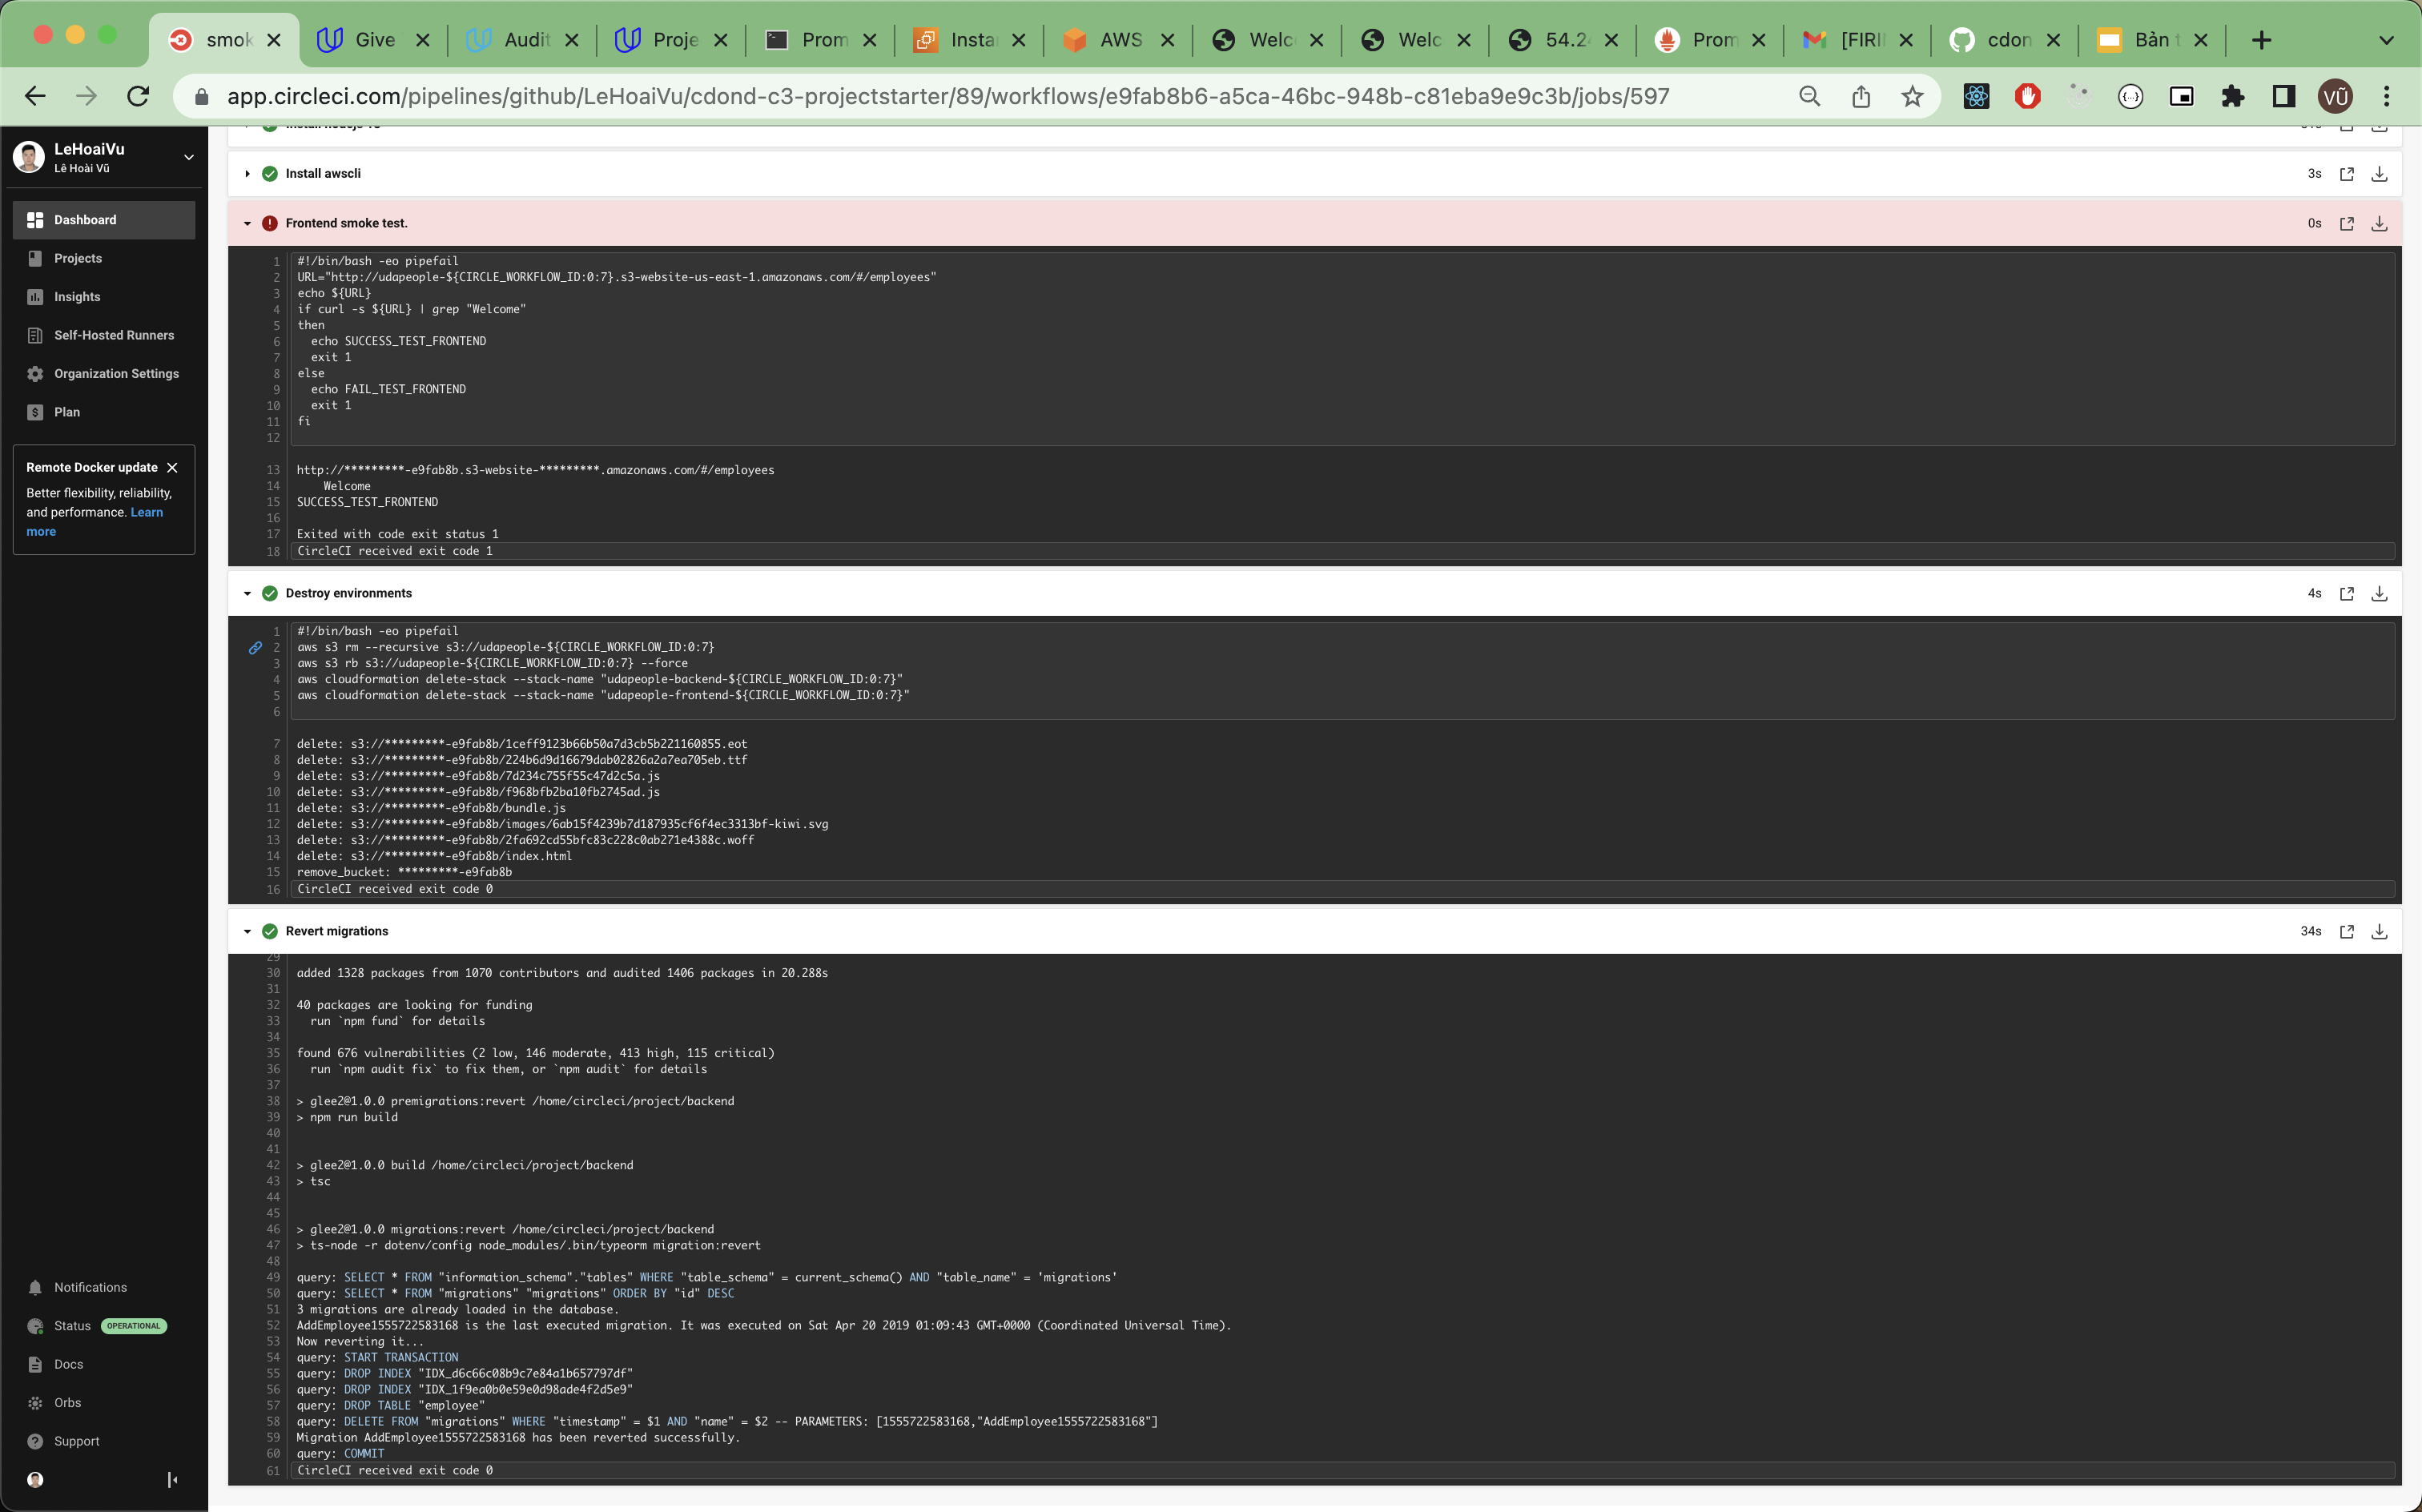 smok
Give
Audit
Proje
Prom
Insta
AWS
Welc
Welc
54.2
Prom
[FIRI
cdon
Bản t
app.circleci.com/pipelines/github/LeHoaiVu/cdond-c3-projectstarter/89/workflows/e9fab8b6-a5ca-46bc-948b-c81eba9e9c3b/jobs/597
VŨ
LeHoaiVu
Lê Hoài Vũ
Dashboard
Projects
Insights
Self-Hosted Runners
Organization Settings
Plan
Remote Docker update
Better flexibility, reliability,
and performance. Learn
more
Notifications
Status OPERATIONAL
Docs
Orbs
Support
Install awscli
3s
Frontend smoke test.
0s
1 #!/bin/bash -eo pipefail
2 URL="http://udapeople-${CIRCLE_WORKFLOW_ID:0:7}.s3-website-us-east-1.amazonaws.com/#/employees"
3 echo ${URL}
4 if curl -s ${URL} | grep "Welcome"
5 then
6 echo SUCCESS_TEST_FRONTEND
7 exit 1
8 else
9 echo FAIL_TEST_FRONTEND
10 exit 1
11 fi
12
13 http://*********-e9fab8b.s3-website-*********.amazonaws.com/#/employees
14 Welcome
15 SUCCESS_TEST_FRONTEND
16
17 Exited with code exit status 1
18 CircleCI received exit code 1
Destroy environments
4s
1 #!/bin/bash -eo pipefail
2 aws s3 rm --recursive s3://udapeople-${CIRCLE_WORKFLOW_ID:0:7}
3 aws s3 rb s3://udapeople-${CIRCLE_WORKFLOW_ID:0:7} --force
4 aws cloudformation delete-stack --stack-name "udapeople-backend-${CIRCLE_WORKFLOW_ID:0:7}"
5 aws cloudformation delete-stack --stack-name "udapeople-frontend-${CIRCLE_WORKFLOW_ID:0:7}"
6
7 delete: s3://*********-e9fab8b/1ceff9123b66b50a7d3cb5b221160855.eot
8 delete: s3://*********-e9fab8b/224b6d9d16679dab02826a2a7ea705eb.ttf
9 delete: s3://*********-e9fab8b/7d234c755f55c47d2c5a.js
10 delete: s3://*********-e9fab8b/f968bfb2ba10fb2745ad.js
11 delete: s3://*********-e9fab8b/bundle.js
12 delete: s3://*********-e9fab8b/images/6ab15f4239b7d187935cf6f4ec3313bf-kiwi.svg
13 delete: s3://*********-e9fab8b/2fa692cd55bfc83c228c0ab271e4388c.woff
14 delete: s3://*********-e9fab8b/index.html
15 remove_bucket: *********-e9fab8b
16 CircleCI received exit code 0
Revert migrations
34s
29
30 added 1328 packages from 1070 contributors and audited 1406 packages in 20.288s
31
32 40 packages are looking for funding
33 run `npm fund` for details
34
35 found 676 vulnerabilities (2 low, 146 moderate, 413 high, 115 critical)
36 run `npm audit fix` to fix them, or `npm audit` for details
37
38 > glee2@1.0.0 premigrations:revert /home/circleci/project/backend
39 > npm run build
40
41
42 > glee2@1.0.0 build /home/circleci/project/backend
43 > tsc
44
45
46 > glee2@1.0.0 migrations:revert /home/circleci/project/backend
47 > ts-node -r dotenv/config node_modules/.bin/typeorm migration:revert
48
49 query: SELECT * FROM "information_schema"."tables" WHERE "table_schema" = current_schema() AND "table_name" = 'migrations'
50 query: SELECT * FROM "migrations" "migrations" ORDER BY "id" DESC
51 3 migrations are already loaded in the database.
52 AddEmployee1555722583168 is the last executed migration. It was executed on Sat Apr 20 2019 01:09:43 GMT+0000 (Coordinated Universal Time).
53 Now reverting it...
54 query: START TRANSACTION
55 query: DROP INDEX "IDX_d6c66c08b9c7e84a1b657797df"
56 query: DROP INDEX "IDX_1f9ea0b0e59e0d98ade4f2d5e9"
57 query: DROP TABLE "employee"
58 query: DELETE FROM "migrations" WHERE "timestamp" = $1 AND "name" = $2 -- PARAMETERS: [1555722583168,"AddEmployee1555722583168"]
59 Migration AddEmployee1555722583168 has been reverted successfully.
60 query: COMMIT
61 CircleCI received exit code 0